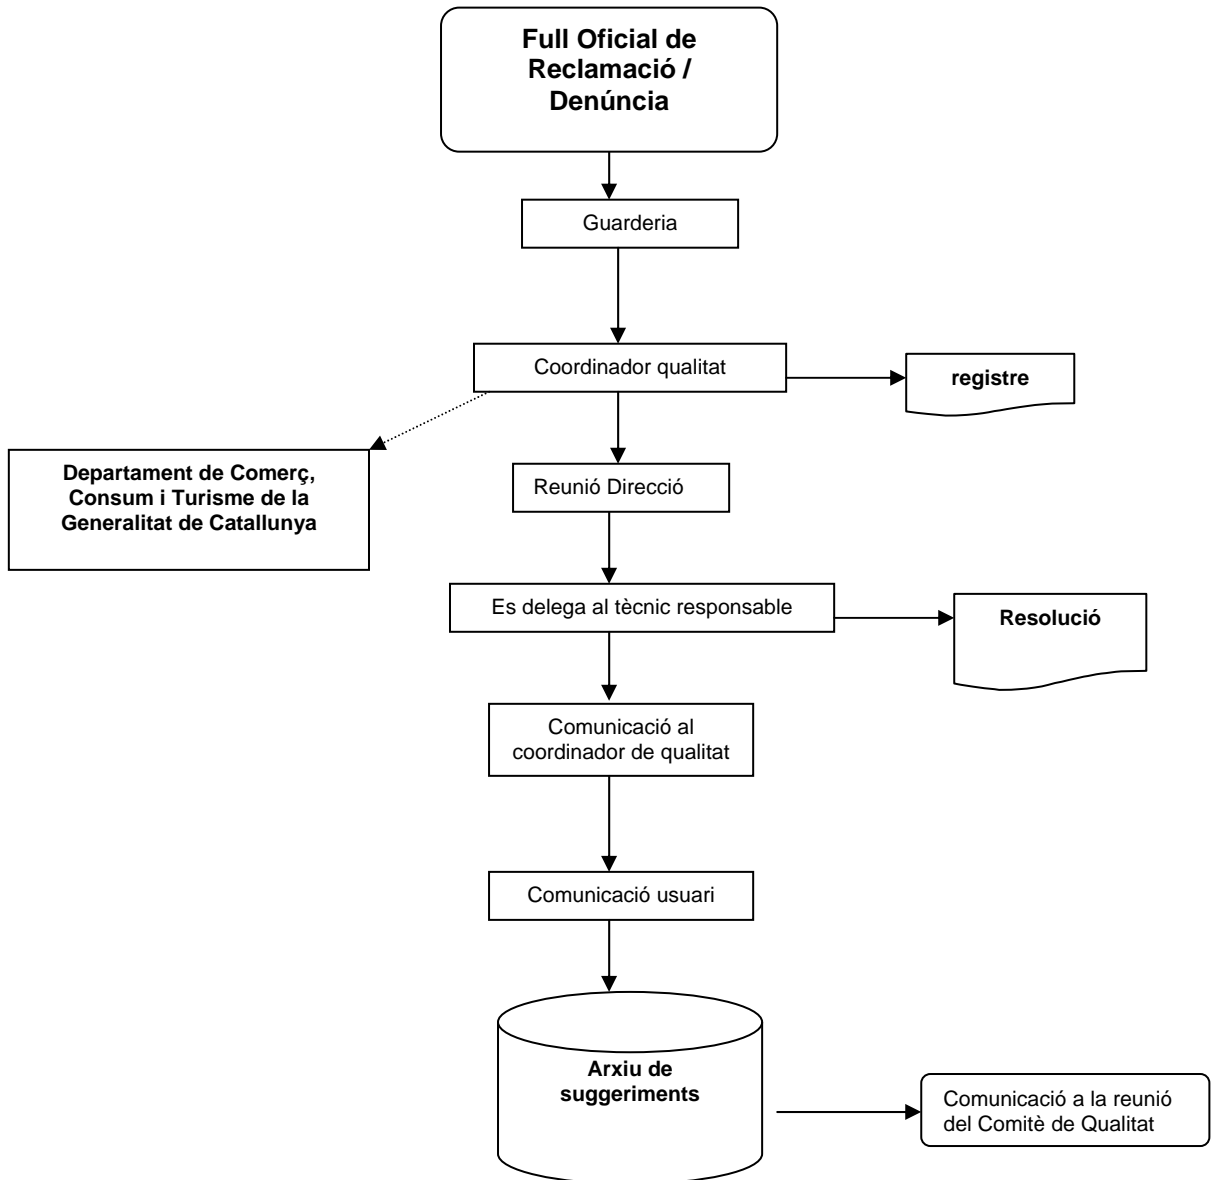 Full Oficial de
Reclamació /
Denúncia
Guarderia
Coordinador qualitat
registre
Departament de Comerç,
Consum i Turisme de la
Generalitat de Catallunya
Reunió Direcció
Es delega al tècnic responsable
Resolució
Comunicació al
coordinador de qualitat
Comunicació usuari
Arxiu de
suggeriments
Comunicació a la reunió
del Comitè de Qualitat